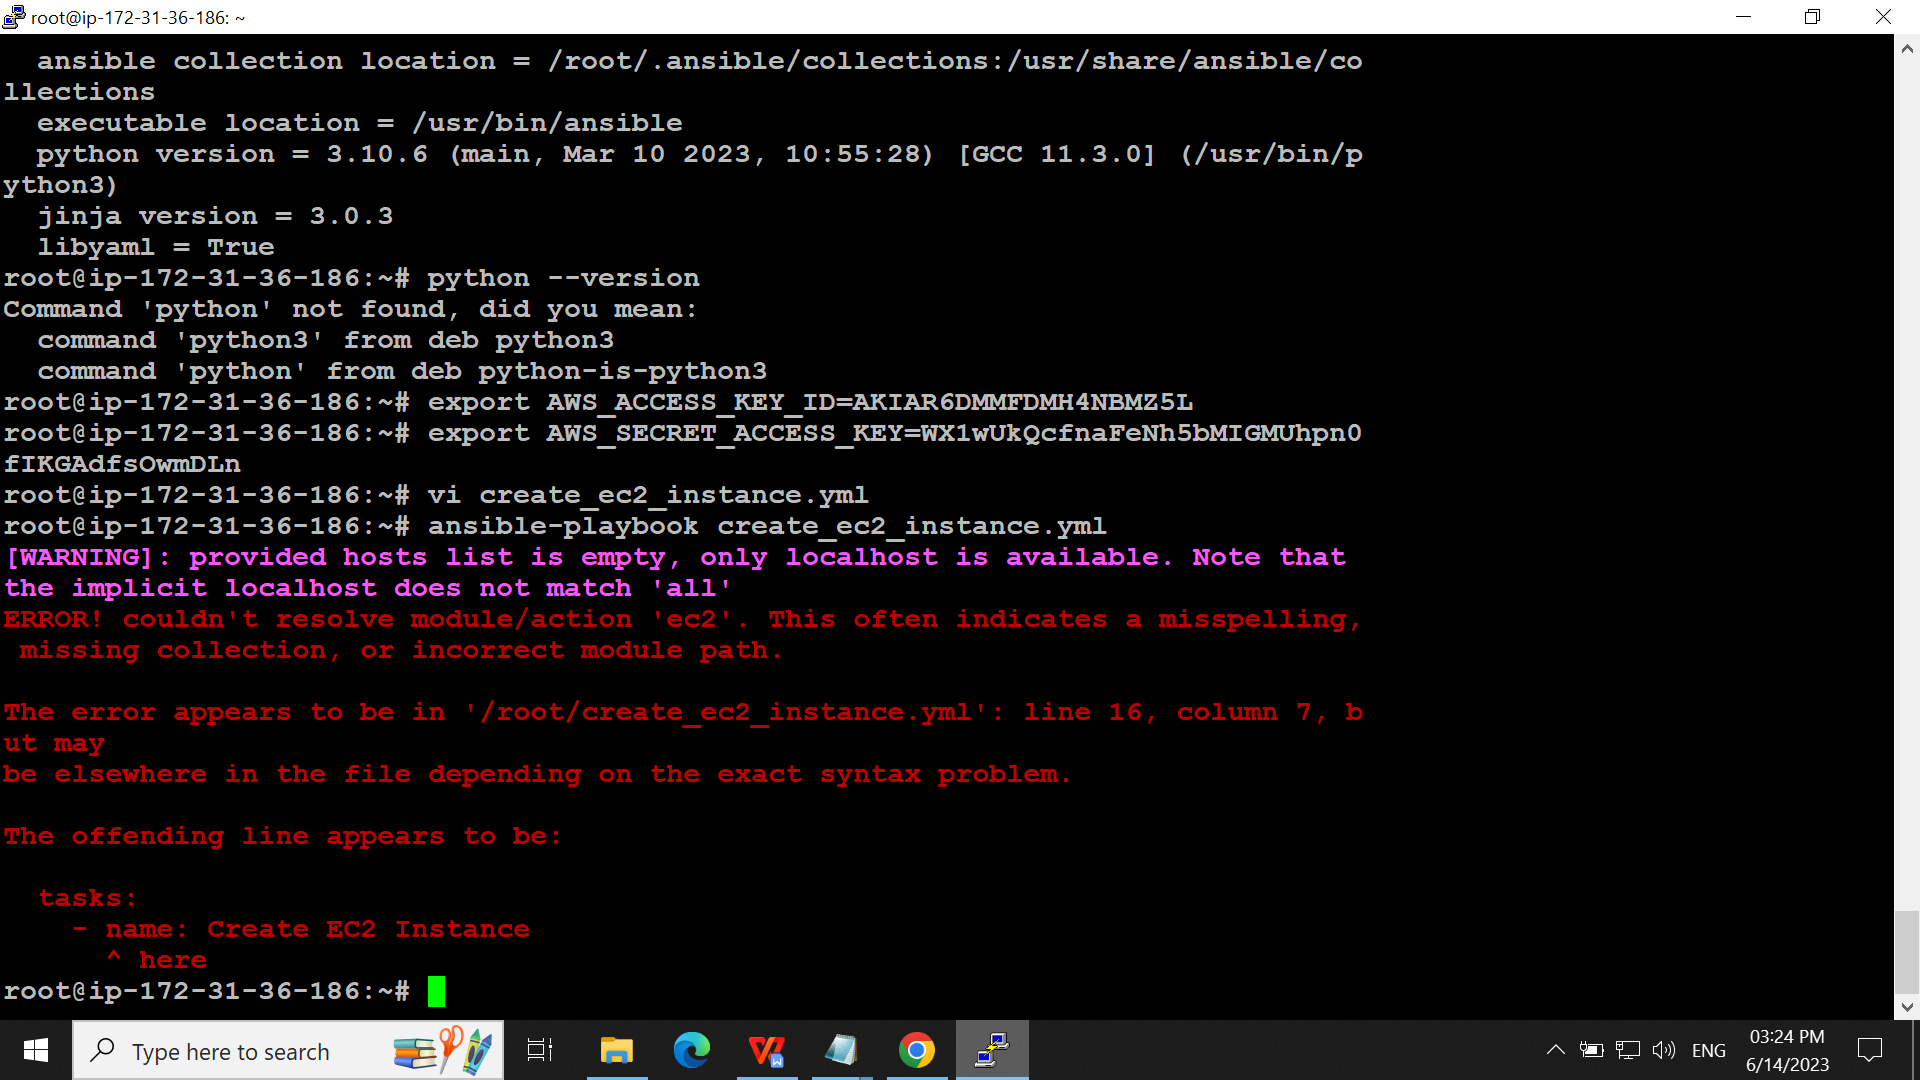 root@ip-172-31-36-186: ~
  ansible collection location = /root/.ansible/collections:/usr/share/ansible/co
llections
  executable location = /usr/bin/ansible
  python version = 3.10.6 (main, Mar 10 2023, 10:55:28) [GCC 11.3.0] (/usr/bin/p
ython3)
  jinja version = 3.0.3
  libyaml = True
root@ip-172-31-36-186:~# python --version
Command 'python' not found, did you mean:
  command 'python3' from deb python3
  command 'python' from deb python-is-python3
root@ip-172-31-36-186:~# export AWS_ACCESS_KEY_ID=AKIAR6DMMFDMH4NBMZ5L
root@ip-172-31-36-186:~# export AWS_SECRET_ACCESS_KEY=WX1wUkQcfnaFeNh5bMIGMUhpn0
fIKGAdfsOwmDLn
root@ip-172-31-36-186:~# vi create_ec2_instance.yml
root@ip-172-31-36-186:~# ansible-playbook create_ec2_instance.yml
[WARNING]: provided hosts list is empty, only localhost is available. Note that
the implicit localhost does not match 'all'
ERROR! couldn't resolve module/action 'ec2'. This often indicates a misspelling,
 missing collection, or incorrect module path.

The error appears to be in '/root/create_ec2_instance.yml': line 16, column 7, b
ut may
be elsewhere in the file depending on the exact syntax problem.

The offending line appears to be:

  tasks:
    - name: Create EC2 Instance
      ^ here
root@ip-172-31-36-186:~#
Type here to search
ENG
03:24 PM
6/14/2023